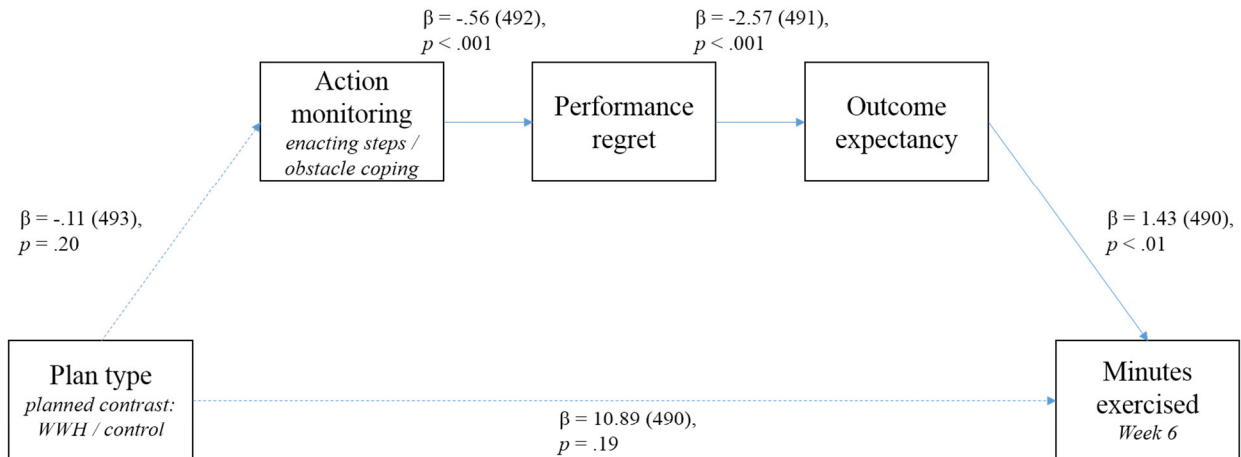 β = -.56 (492),
p < .001
β = -2.57 (491),
p < .001
Action
monitoring
enacting steps /
obstacle coping
Performance
regret
Outcome
expectancy
β = -.11 (493),
p = .20
β = 1.43 (490),
p < .01
Plan type
planned contrast:
WWH / control
β = 10.89 (490),
p = .19
Minutes
exercised
Week 6